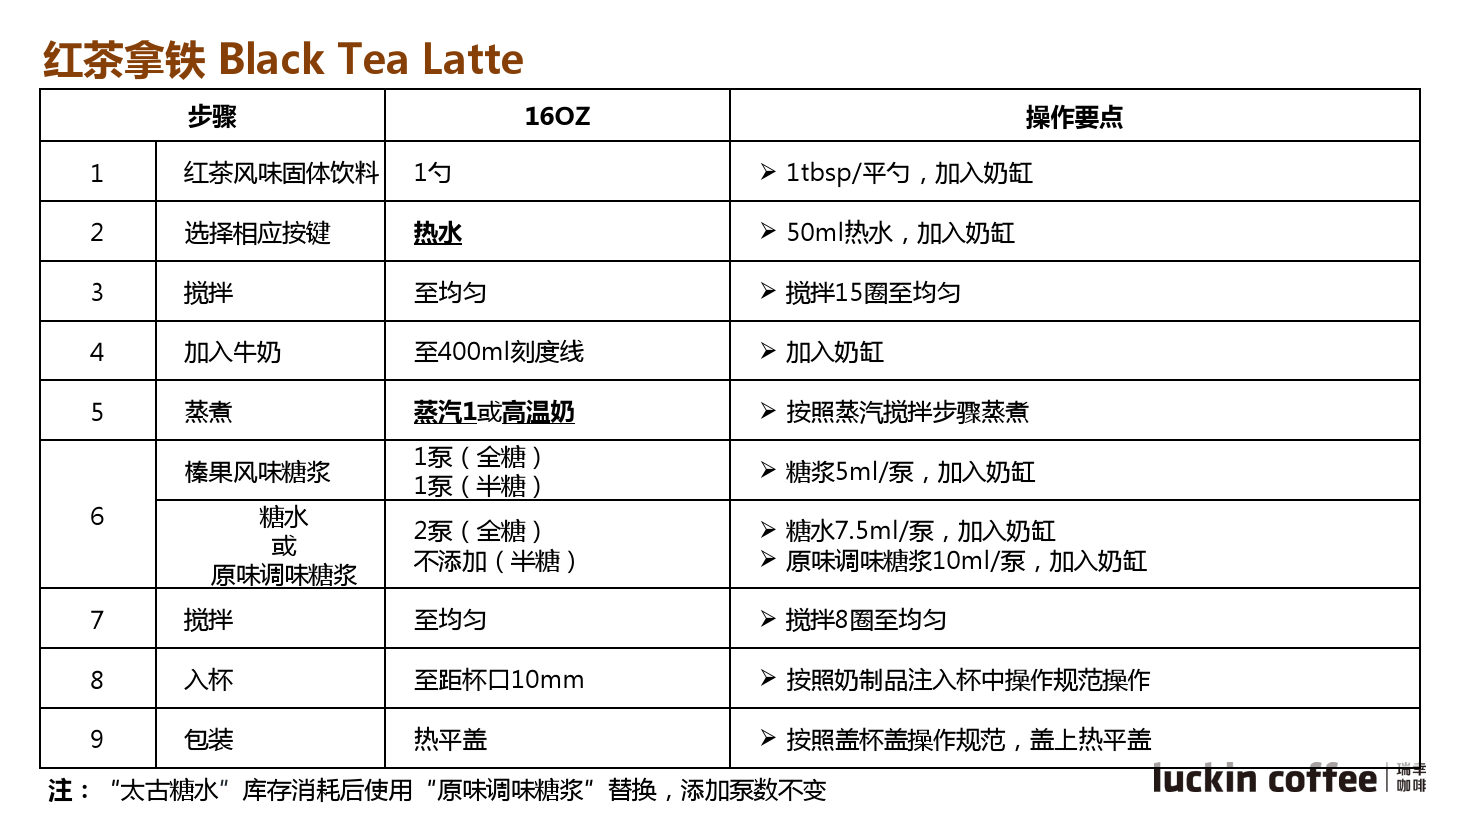 红茶拿铁 Black Tea Latte
步骤 16OZ 操作要点
1 红茶风味固体饮料 1勺 ➢ 1tbsp/平勺，加入奶缸
2 选择相应按键 热水 ➢ 50ml热水，加入奶缸
3 搅拌 至均匀 ➢ 搅拌15圈至均匀
4 加入牛奶 至400ml刻度线 ➢ 加入奶缸
5 蒸煮 蒸汽1或高温奶 ➢ 按照蒸汽搅拌步骤蒸煮
6 榛果风味糖浆 1泵（全糖）
1泵（半糖） ➢ 糖浆5ml/泵，加入奶缸
糖水
或
原味调味糖浆 2泵（全糖）
不添加（半糖） ➢ 糖水7.5ml/泵，加入奶缸
➢ 原味调味糖浆10ml/泵，加入奶缸
7 搅拌 至均匀 ➢ 搅拌8圈至均匀
8 入杯 至距杯口10mm ➢ 按照奶制品注入杯中操作规范操作
9 包装 热平盖 ➢ 按照盖杯盖操作规范，盖上热平盖
注：“太古糖水”库存消耗后使用“原味调味糖浆”替换，添加泵数不变
luckin coffee 瑞幸
咖啡